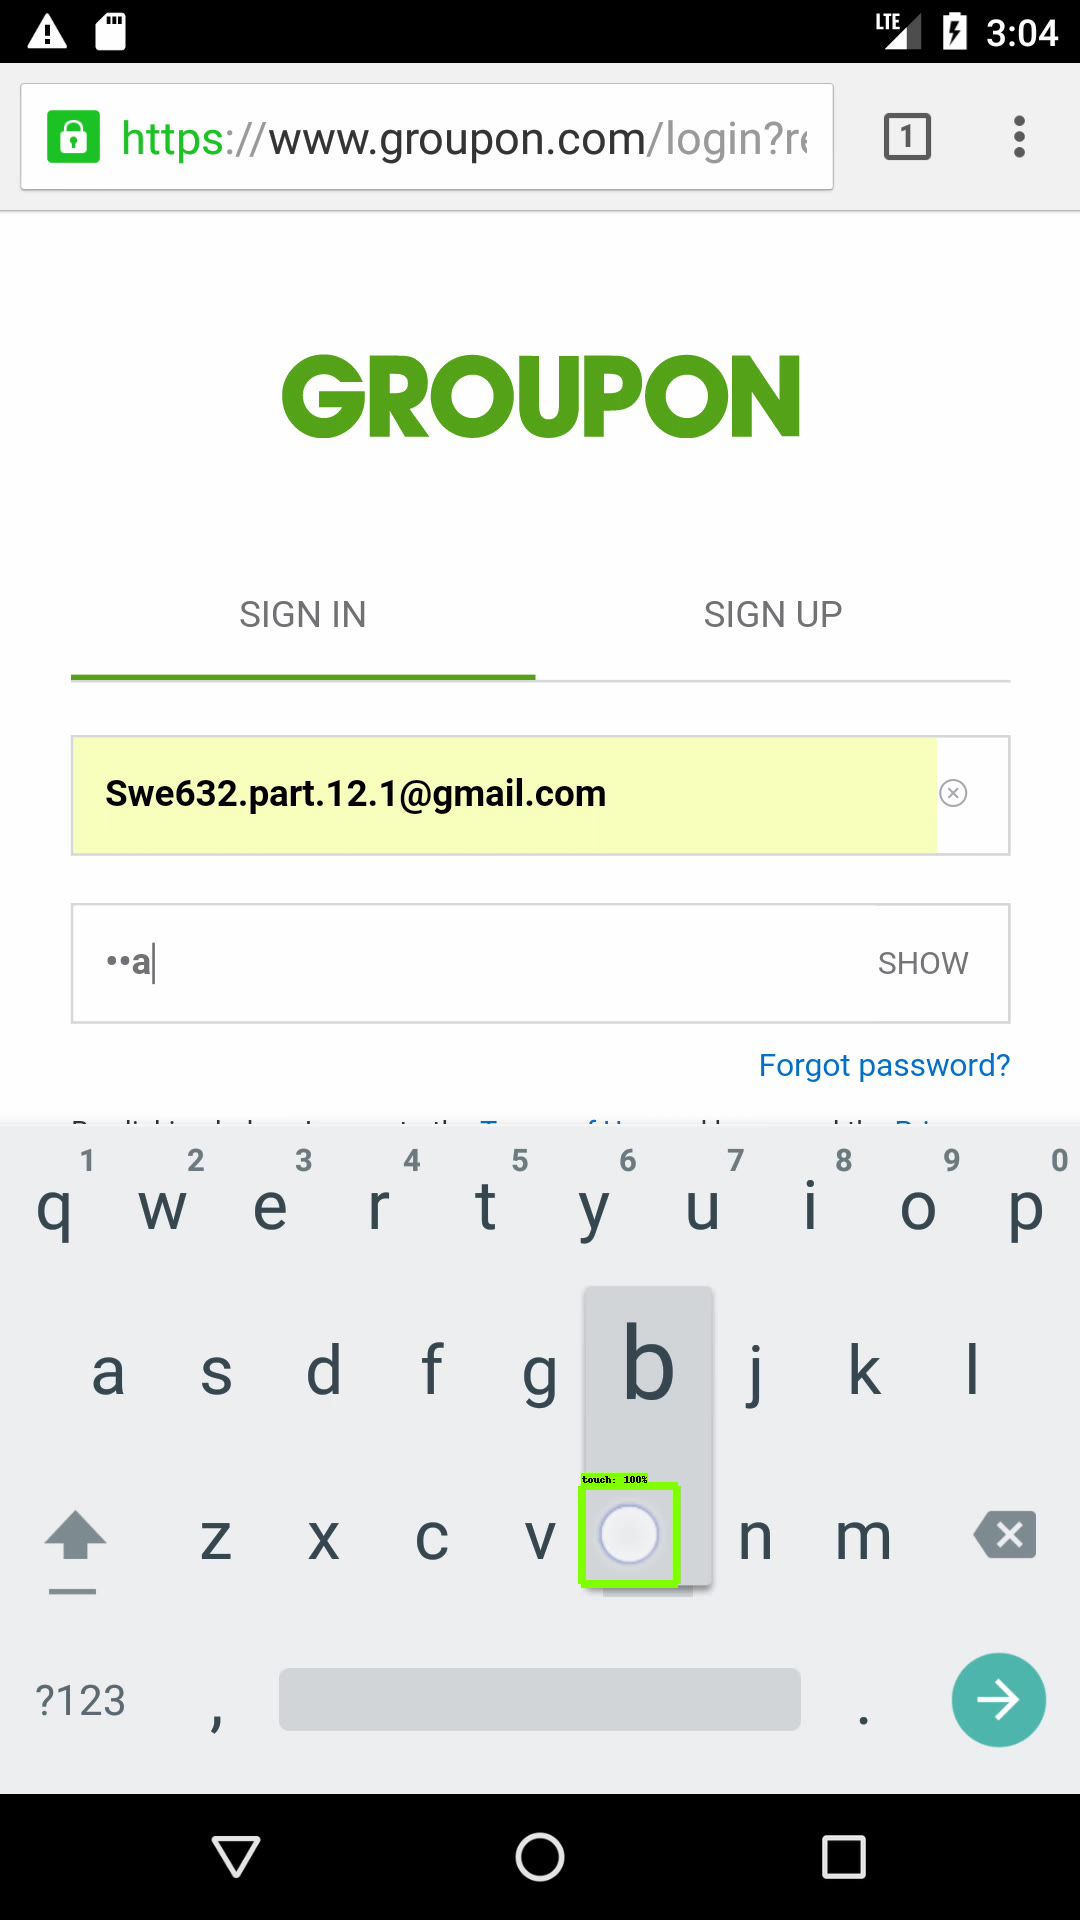 LTE 3:04
https://www.groupon.com/login?re
1
GROUPON
SIGN IN SIGN UP
Swe632.part.12.1@gmail.com
••a SHOW
Forgot password?
1 2 3 4 5 6 7 8 9 0
q w e r t y u i o p
a s d f g b j k l
touch: 100%
z x c v n m
?123 , .